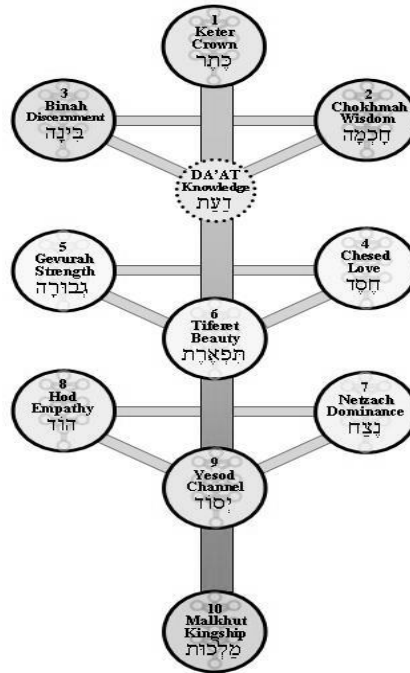 1
Keter
Crown
כֶּתֶר
3
Binah
Discernment
בִּינָה
2
Chokhmah
Wisdom
חָכְמָה
DA'AT
Knowledge
דַּעַת
5
Gevurah
Strength
גְּבוּרָה
4
Chesed
Love
חֶסֶד
6
Tiferet
Beauty
תִּפְאֶרֶת
8
Hod
Empathy
הוֹד
7
Netzach
Dominance
נֶצַח
9
Yesod
Channel
יְסוֹד
10
Malkhut
Kingship
מַלְכוּת